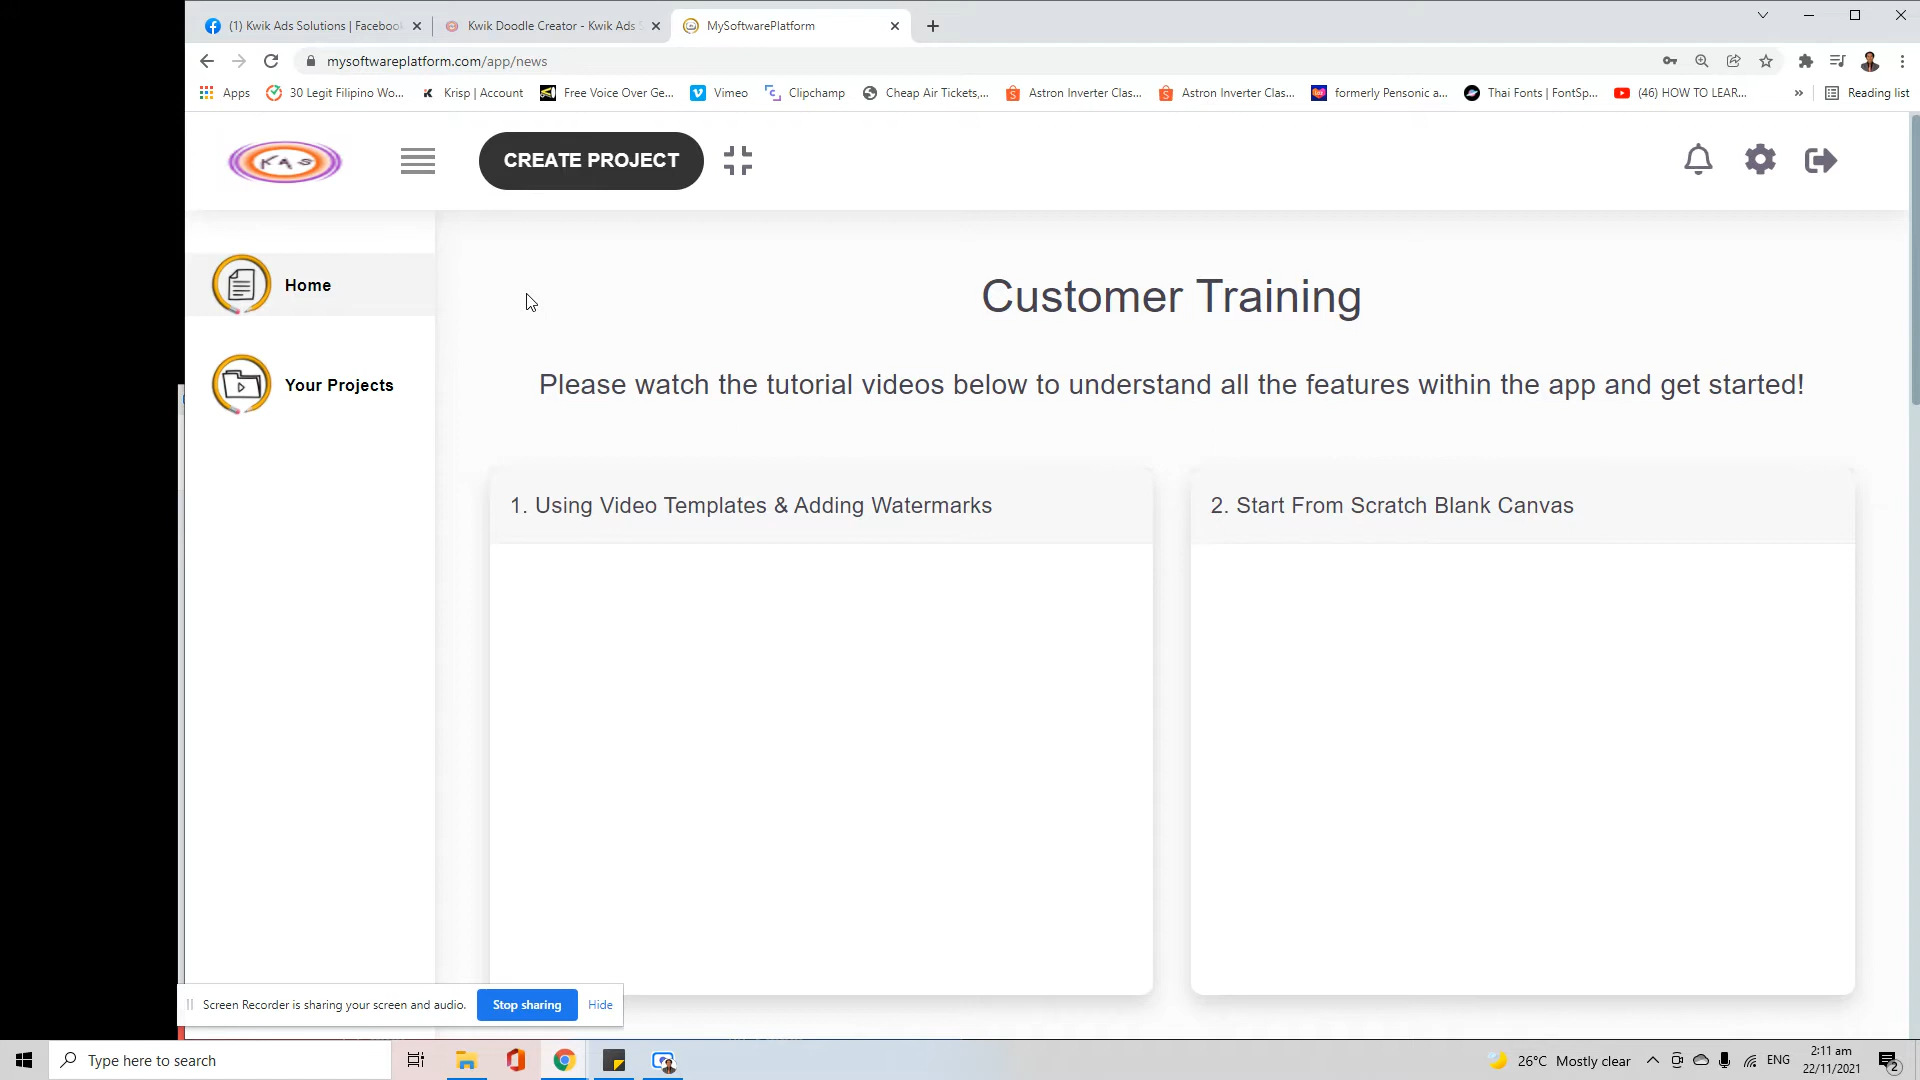 (1) Kwik Ads Solutions | Faceboo
Kwik Doodle Creator - Kwik Ads
MySoftwarePlatform
mysoftwareplatform.com/app/news
Apps
30 Legit Filipino Wo...
Krisp | Account
Free Voice Over Ge...
Vimeo
Clipchamp
Cheap Air Tickets,...
Astron Inverter Clas...
Astron Inverter Clas...
formerly Pensonic a...
Thai Fonts | FontSp...
(46) HOW TO LEAR...
»
Reading list
KAS
CREATE PROJECT
Home
Your Projects
Customer Training
Please watch the tutorial videos below to understand all the features within the app and get started!
1. Using Video Templates & Adding Watermarks
2. Start From Scratch Blank Canvas
Screen Recorder is sharing your screen and audio.
Stop sharing
Hide
Type here to search
26°C Mostly clear
ENG
2:11 am
22/11/2021
2